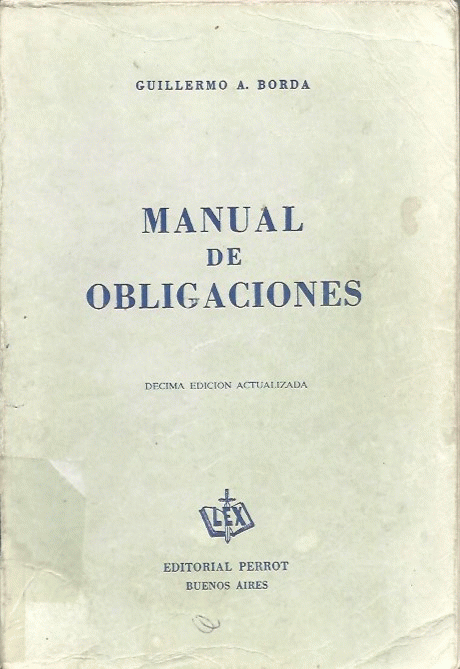 GUILLERMO A. BORDA
MANUAL
DE
OBLIGACIONES
DECIMA EDICION ACTUALIZADA
LEX
EDITORIAL PERROT
BUENOS AIRES